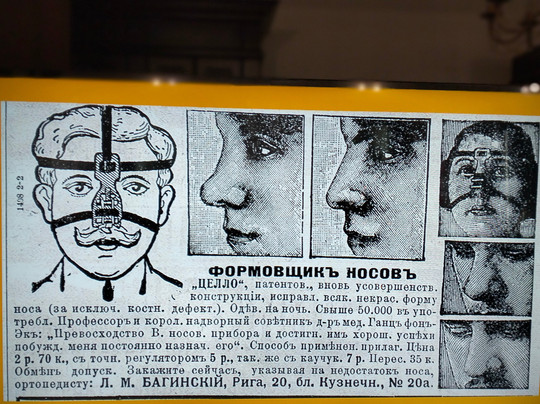 1498 2-2
ФОРМОВЩИКЪ НОСОВЪ
„ЦЕЛЛО“, патентов., вновь усовершенств.
конструкціи, исправл. всяк. некрас. форму
носа (за исключ. костн. дефект.). Одѣв. на ночь. Свыше 50.000 въ упо-
требл. Профессоръ и корол. надворный совѣтник д-ръ мед. Ганцъ фонъ-
Экъ: „Превосходство В. носов. прибора и достигн. им хорош. успѣхи
побужд. меня постоянно назнач. его“. Способъ примѣнен. прилаг. Цѣна
2 р. 70 к., съ точн. регуляторомъ 5 р., так. же съ каучук. 7 р. Перес. 35 к.
Обмѣнъ допуск. Закажите сейчасъ, указывая на недостатокъ носа,
ортопедисту: Л. М. БАГИНСКІЙ, Рига, 20, бл. Кузнечн., № 20а.